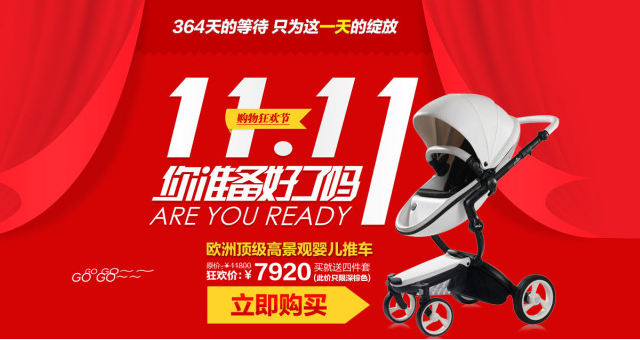 364天的等待 只为这一天的绽放
11.11
购物狂欢节
你准备好了吗
ARE YOU READY
欧洲顶级高景观婴儿推车
原价:￥11800
狂欢价:￥7920 买就送四件套
(此价只限深棕色)
GO GO
GO GO
立即购买